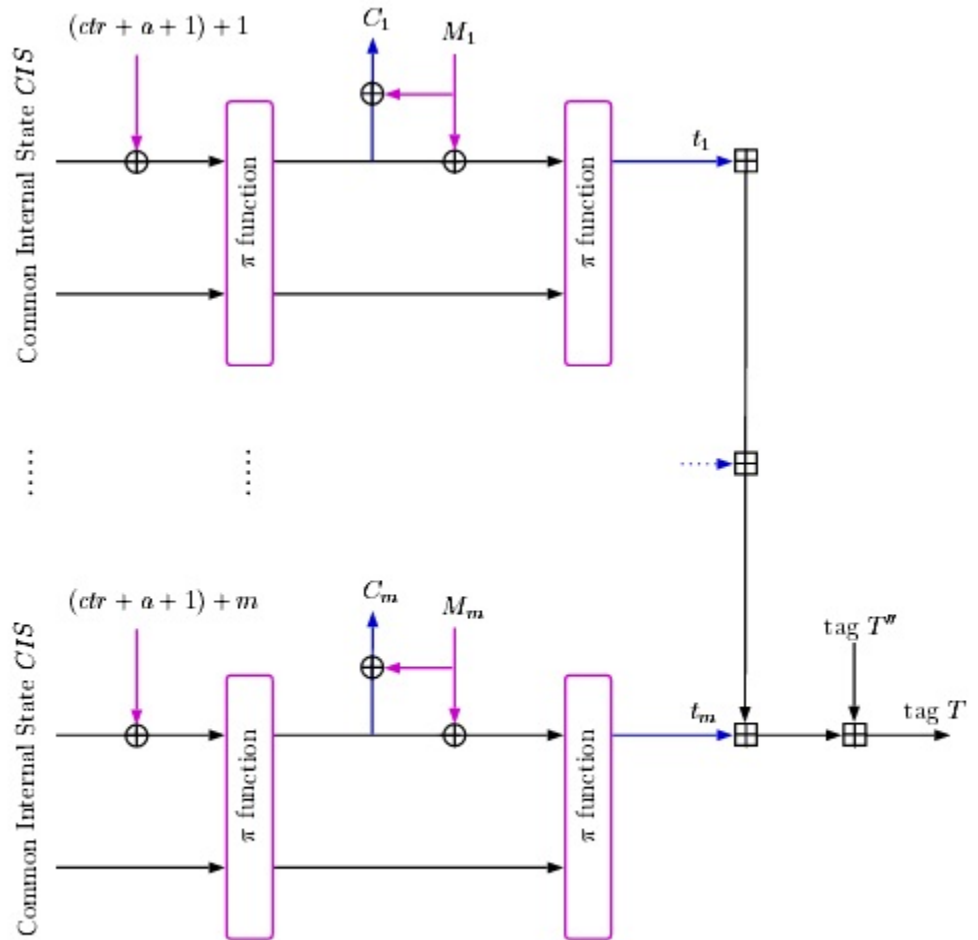 (ctr + a + 1) + 1
C₁
M₁
Common Internal State CIS
π function
π function
t₁
.....
.....
(ctr + a + 1) + m
Cₘ
Mₘ
Common Internal State CIS
π function
π function
tₘ
tag T″
tag T